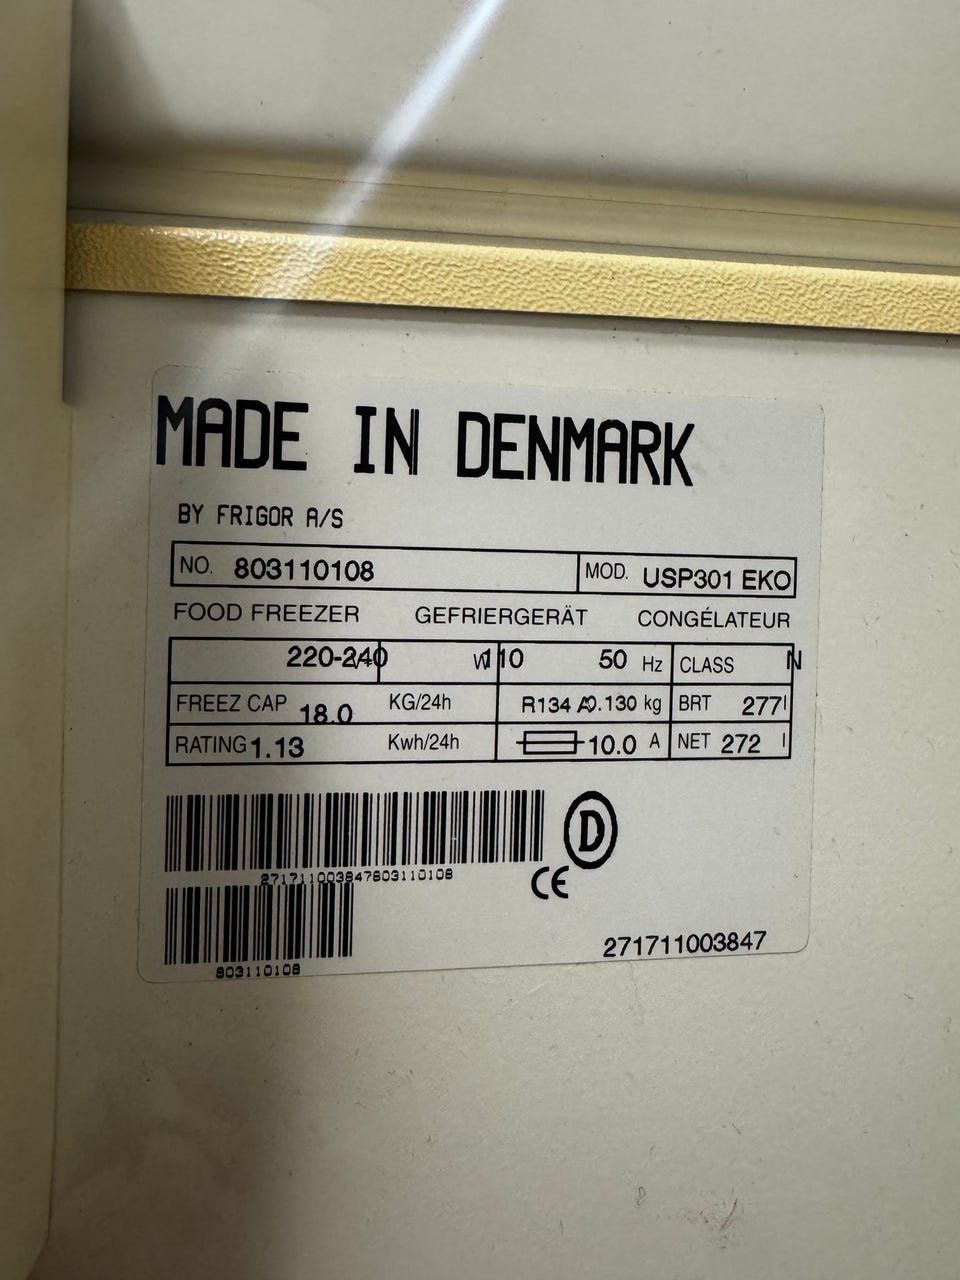 MADE IN DENMARK
BY FRIGOR A/S
NO. 803110108 MOD. USP301 EKO
FOOD FREEZER GEFRIERGERÄT CONGÉLATEUR
220-240 W 110 50 Hz CLASS N
FREEZ CAP 18.0 KG/24h R134 A 0.130 kg BRT 277 l
RATING 1.13 Kwh/24h 10.0 A NET 272 l
271711003847803110108
D
CE
803110108
271711003847